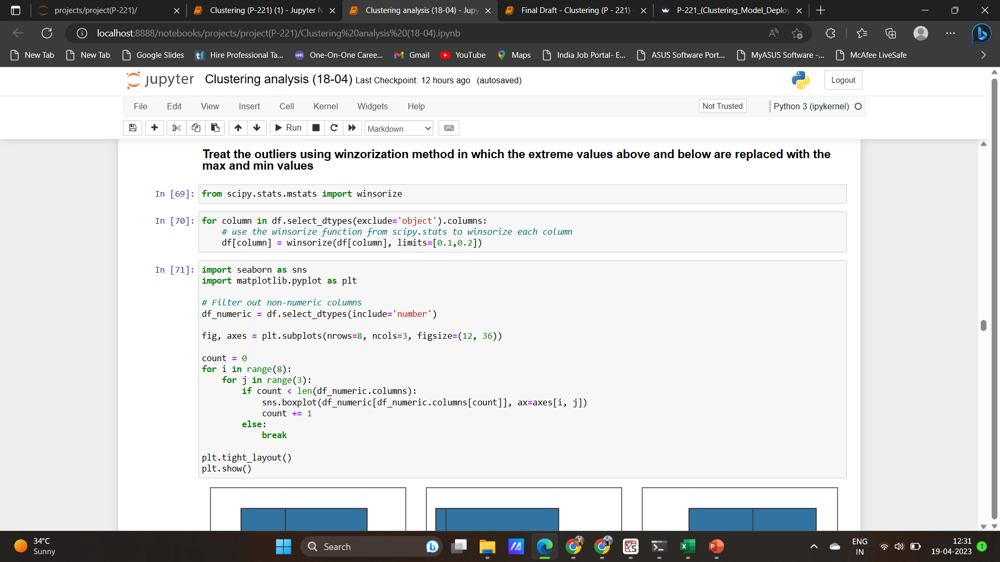 projects/project(P-221)/
Clustering (P-221) (1) - Jupyter N
Clustering analysis (18-04) - Jupy
Final Draft - Clustering (P - 221) -
P-221_(Clustering_Model_Deploy
localhost:8888/notebooks/projects/project(P-221)/Clustering%20analysis%20(18-04).ipynb
New Tab
New Tab
Google Slides
Hire Professional Ta...
One-On-One Caree...
Gmail
YouTube
Maps
India Job Portal- E...
ASUS Software Port...
MyASUS Software -...
McAfee LiveSafe
jupyter Clustering analysis (18-04) Last Checkpoint: 12 hours ago (autosaved)
Logout
File Edit View Insert Cell Kernel Widgets Help
Not Trusted
Python 3 (ipykernel)
Run
Markdown
Treat the outliers using winzorization method in which the extreme values above and below are replaced with the
max and min values
In [69]: from scipy.stats.mstats import winsorize
In [70]: for column in df.select_dtypes(exclude='object').columns:
# use the winsorize function from scipy.stats to winsorize each column
df[column] = winsorize(df[column], limits=[0.1,0.2])
In [71]: import seaborn as sns
import matplotlib.pyplot as plt
# Filter out non-numeric columns
df_numeric = df.select_dtypes(include='number')
fig, axes = plt.subplots(nrows=8, ncols=3, figsize=(12, 36))
count = 0
for i in range(8):
for j in range(3):
if count < len(df_numeric.columns):
sns.boxplot(df_numeric[df_numeric.columns[count]], ax=axes[i, j])
count += 1
else:
break
plt.tight_layout()
plt.show()
34°C
Sunny
Search
ENG
IN
12:31
19-04-2023
1